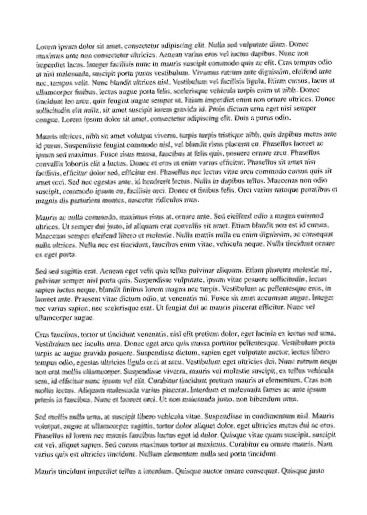 Lorem ipsum dolor sit amet, consectetur adipiscing elit. Nulla sed vulputate diam. Donec
maximus ante non consectetur ultricies. Aenean varius eros vel luctus dapibus. Nunc non
imperdiet lacus. Integer facilisis nunc in mauris suscipit commodo quis ac elit. Cras tempus odio
at nisi malesuada, suscipit porta purus vestibulum. Vivamus rutrum ante dignissim, eleifend ante
nec, tempus velit. Nunc blandit ultrices nisl. Vestibulum vel facilisis ligula. Etiam cursus, lacus at
ullamcorper finibus, lectus augue porta felis, scelerisque vehicula turpis enim ut nibh. Donec
tincidunt leo ante, quis feugiat augue semper ut. Etiam imperdiet enim non ornare ultrices. Donec
sollicitudin elit nulla, sit amet suscipit lorem gravida id. Proin dictum urna eget nisi semper
congue. Lorem ipsum dolor sit amet, consectetur adipiscing elit. Duis a purus odio.
Mauris ultrices, nibh sit amet volutpat viverra, turpis turpis tristique nibh, quis dapibus metus ante
id purus. Suspendisse feugiat commodo nisl, vel blandit risus placerat eu. Phasellus laoreet ac
ipsum sed maximus. Fusce risus massa, faucibus at felis quis, posuere ornare arcu. Phasellus
convallis lobortis elit a luctus. Donec et eros ut enim varius efficitur. Phasellus sit amet nisi
facilisis, efficitur dolor sed, efficitur est. Phasellus nec lectus vitae arcu commodo cursus quis sit
amet orci. Sed nec egestas ante, id hendrerit lacus. Nulla in dapibus tellus. Maecenas non odio
suscipit, commodo ipsum eu, facilisis orci. Donec et finibus felis. Orci varius natoque penatibus et
magnis dis parturient montes, nascetur ridiculus mus.
Mauris ac nulla commodo, maximus risus at, ornare ante. Sed eleifend odio a magna euismod
ultrices. Ut semper dui justo, id aliquam erat convallis sit amet. Etiam blandit non est id cursus.
Maecenas semper eleifend libero et molestie. Nulla mattis nulla eu enim dignissim, ac consequat
nulla ultrices. Nulla nec est tincidunt, faucibus enim vitae, vehicula neque. Nulla tincidunt ornare
ex eget porta.
Sed sed sagittis erat. Aenean eget velit quis tellus pulvinar aliquam. Etiam pharetra molestie mi,
pulvinar semper nisl porta quis. Suspendisse vulputate, ipsum vitae posuere sollicitudin, lectus
sapien luctus neque, blandit finibus lorem magna nec turpis. Vestibulum ac pellentesque eros, in
laoreet ante. Praesent vitae dictum odio, ut venenatis mi. Fusce sit amet accumsan augue. Integer
nec varius sapien, nec scelerisque erat. Ut feugiat dui ac mauris placerat efficitur. Nunc vel
ullamcorper augue.
Cras faucibus, tortor ut tincidunt venenatis, nisl elit pretium dolor, eget lacinia ex lectus sed urna.
Vestibulum nec iaculis urna. Donec eget arcu quis massa porttitor pellentesque. Vestibulum porta
turpis ac augue gravida posuere. Suspendisse dictum, sapien eget vulputate auctor, lectus libero
tempus odio, egestas ultricies ligula orci at arcu. Vestibulum eget ultricies dui. Nunc rutrum neque
non erat mollis ullamcorper. Suspendisse viverra, mauris vel molestie suscipit, ex tellus vehicula
sem, id efficitur nunc ipsum vel elit. Curabitur tincidunt pretium mauris at elementum. Cras non
mollis lectus. Aliquam malesuada varius placerat. Interdum et malesuada fames ac ante ipsum
primis in faucibus. Nunc et laoreet orci. Ut non malesuada justo, non bibendum urna.
Sed mollis nulla urna, at suscipit libero vehicula vitae. Suspendisse in condimentum nisl. Mauris
volutpat, augue at ullamcorper sagittis, tortor dolor aliquet dolor, eget ultrices metus dui ac eros.
Phasellus id lorem nec mauris faucibus luctus eget id dolor. Quisque vitae quam suscipit, suscipit
est vel, aliquet sapien. Sed cursus maximus tortor at maximus. Curabitur eu ornare mauris. Nam
varius quis est ultricies tincidunt. Nullam elementum nulla sed porta tincidunt.
Mauris tincidunt imperdiet tellus a interdum. Quisque auctor ornare consequat. Quisque justo